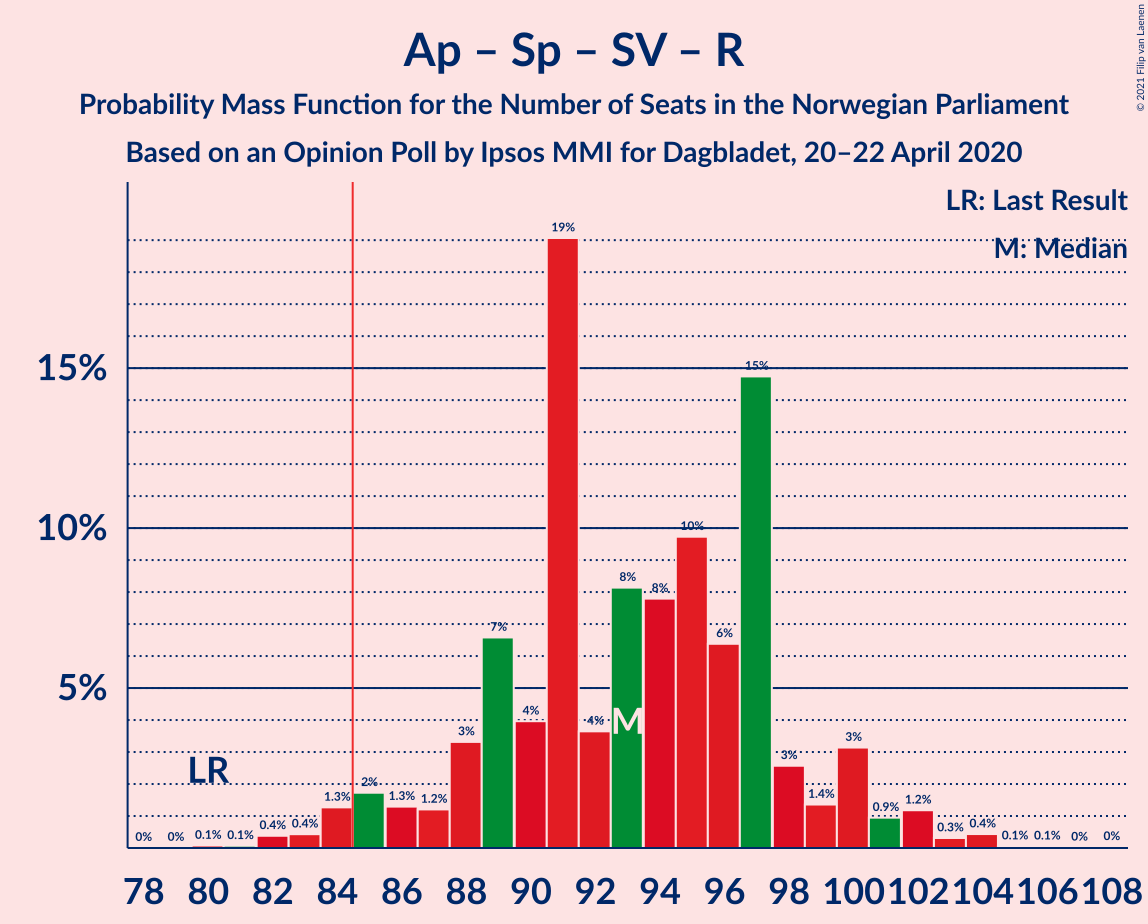 Ap – Sp – SV – R
Probability Mass Function for the Number of Seats in the Norwegian Parliament
Based on an Opinion Poll by Ipsos MMI for Dagbladet, 20–22 April 2020
© 2021 Filip van Laenen
LR: Last Result
M: Median
15%
10%
5%
LR
M
0% 0% 0.1% 0.1% 0.4% 0.4% 1.3% 2% 1.3% 1.2% 3% 7% 4% 19% 4% 8% 8% 10% 6% 15% 3% 1.4% 3% 0.9% 1.2% 0.3% 0.4% 0.1% 0.1% 0% 0%
78 80 82 84 86 88 90 92 94 96 98 100 102 104 106 108